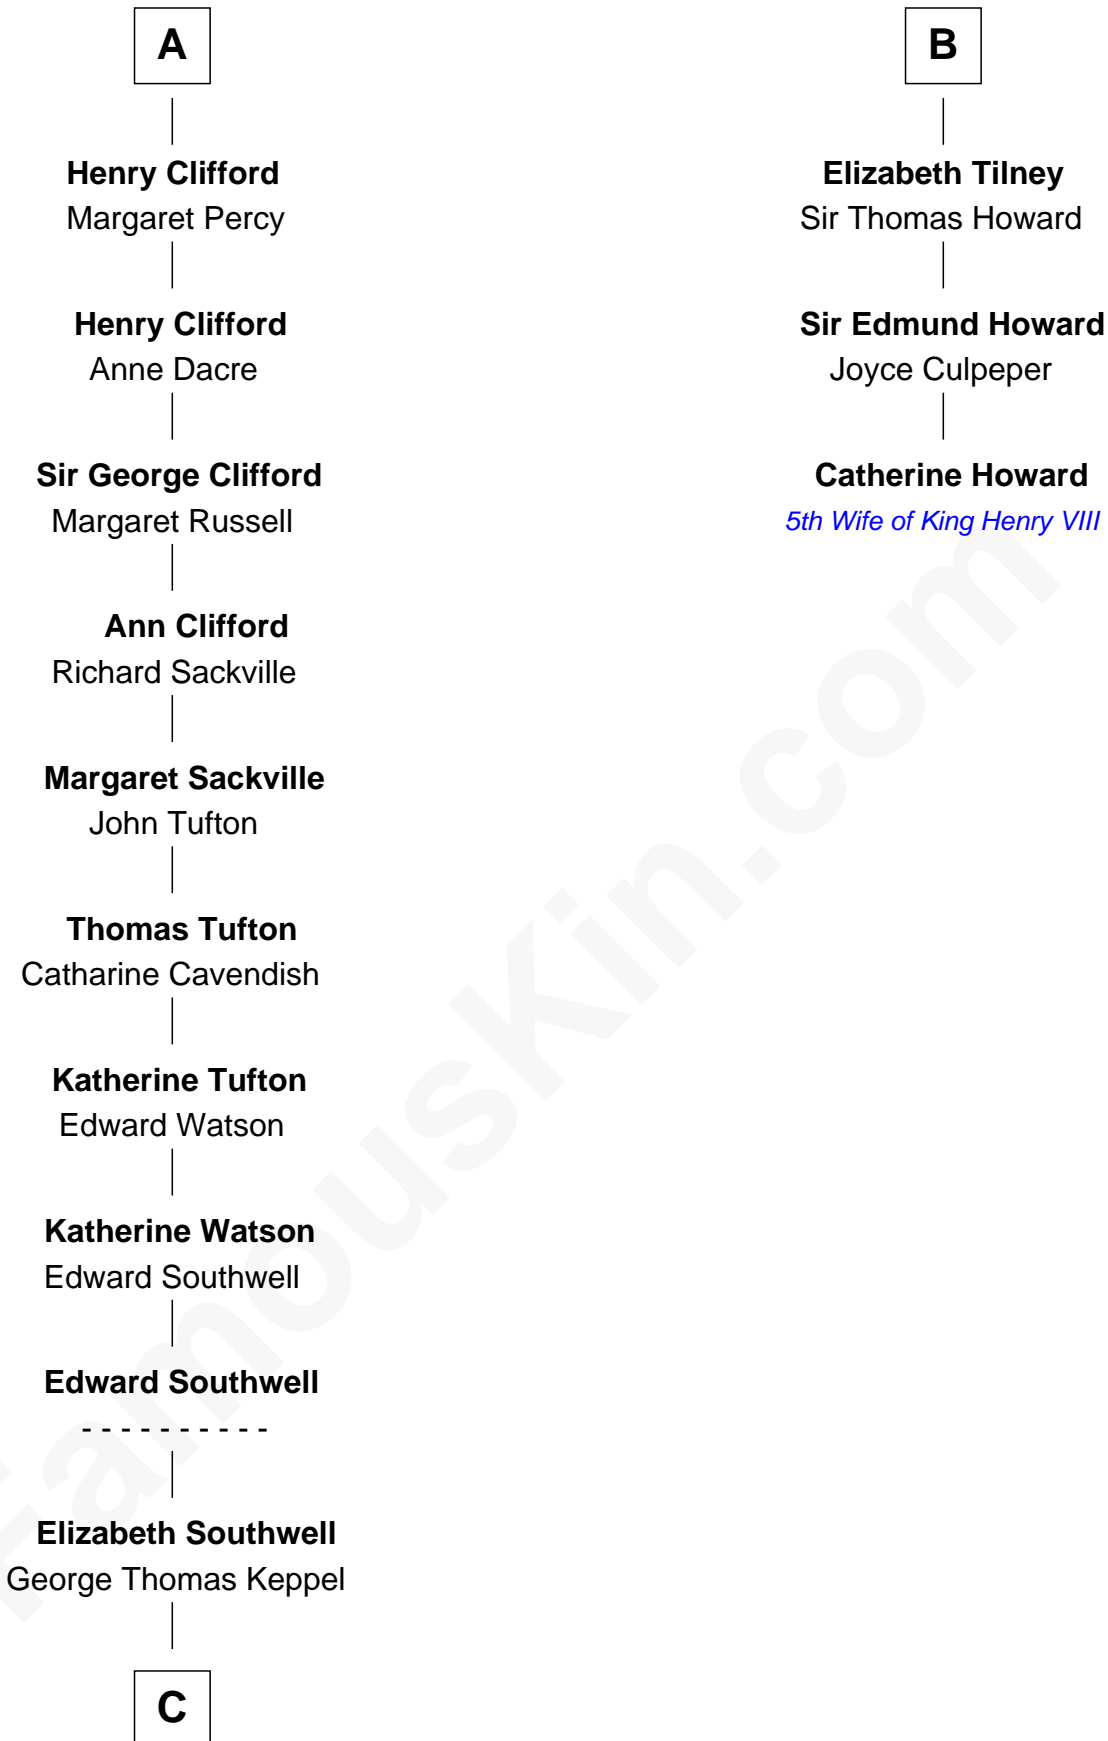 A
Henry Clifford
Margaret Percy
Henry Clifford
Anne Dacre
Sir George Clifford
Margaret Russell
Ann Clifford
Richard Sackville
Margaret Sackville
John Tufton
Thomas Tufton
Catharine Cavendish
Katherine Tufton
Edward Watson
Katherine Watson
Edward Southwell
Edward Southwell
- - - - - - - - - -
Elizabeth Southwell
George Thomas Keppel
C
B
Elizabeth Tilney
Sir Thomas Howard
Sir Edmund Howard
Joyce Culpeper
Catherine Howard
5th Wife of King Henry VIII
FamousKin.com